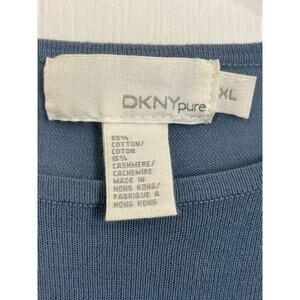 DKNYpure
XL
85%
COTTON/
COTON
15%
CASHMERE/
CACHEMIRE
MADE IN
HONG KONG/
FABRIQUE A
HONG KONG